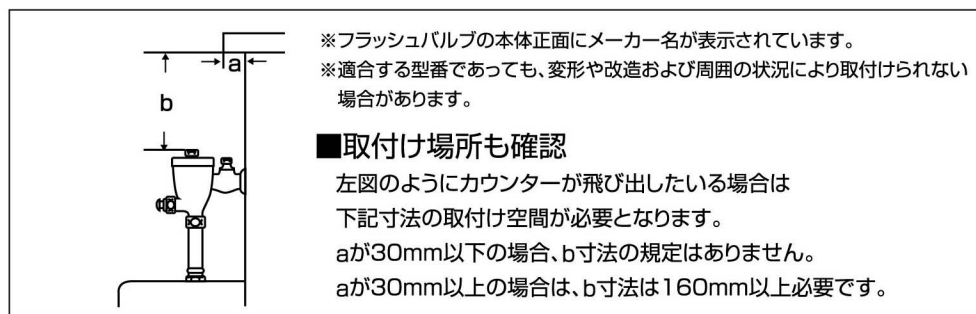 ※フラッシュバルブの本体正面にメーカー名が表示されています。
※適合する型番であっても、変形や改造および周囲の状況により取付けられない
場合があります。
a
b
■取付け場所も確認
左図のようにカウンターが飛び出したいる場合は
下記寸法の取付け空間が必要となります。
aが30mm以下の場合、b寸法の規定はありません。
aが30mm以上の場合は、b寸法は160mm以上必要です。